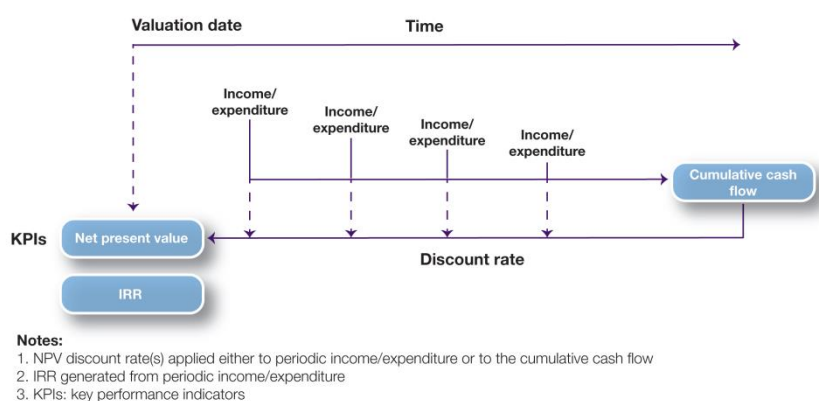 Valuation date
Time
Income/
expenditure
Income/
expenditure
Income/
expenditure
Income/
expenditure
Cumulative cash
flow
KPIs
Net present value
Discount rate
IRR
Notes:
1. NPV discount rate(s) applied either to periodic income/expenditure or to the cumulative cash flow
2. IRR generated from periodic income/expenditure
3. KPIs: key performance indicators